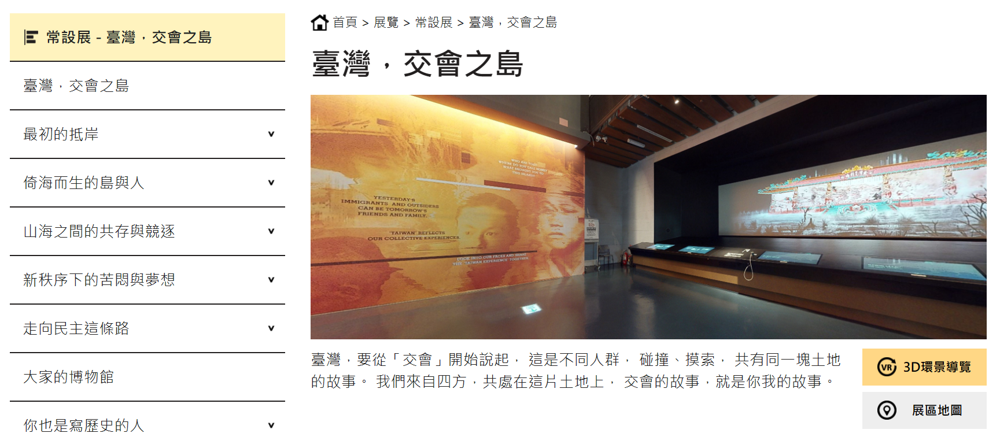 常設展 - 臺灣，交會之島
臺灣，交會之島
最初的抵岸
倚海而生的島與人
山海之間的共存與競逐
新秩序下的苦悶與夢想
走向民主這條路
大家的博物館
你也是寫歷史的人
首頁 > 展覽 > 常設展 > 臺灣，交會之島
臺灣，交會之島
WHO ARE YOU?
WHERE DO YOU CALL HOME?
WHAT BROUGHT YOU TO
THIS ISLAND?
YESTERDAY'S
IMMIGRANTS AND OUTSIDERS
CAN BE TOMORROW'S
FRIENDS AND FAMILY.
"TAIWAN" REFLECTS
OUR COLLECTIVE EXPERIENCES.
LOOK INTO OUR FACES AND SHARE
THE "TAIWAN EXPERIENCE" TOGETHER.
臺灣，要從「交會」開始說起， 這是不同人群， 碰撞、摸索， 共有同一塊土地
的故事。 我們來自四方，共處在這片土地上， 交會的故事，就是你我的故事。
VR 3D環景導覽
展區地圖